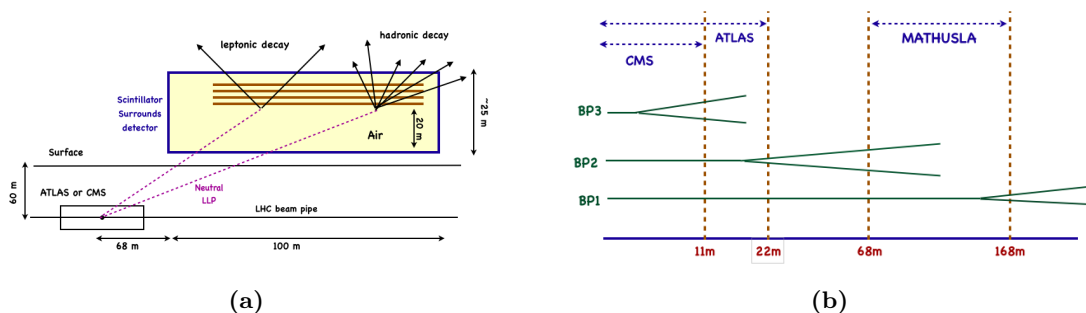 leptonic decay
hadronic decay
Scintillator
Surrounds
detector
Air
20 m
~25 m
Surface
60 m
ATLAS or CMS
Neutral
LLP
LHC beam pipe
68 m
100 m
(a)
ATLAS
MATHUSLA
CMS
BP3
BP2
BP1
11m
22m
68m
168m
(b)